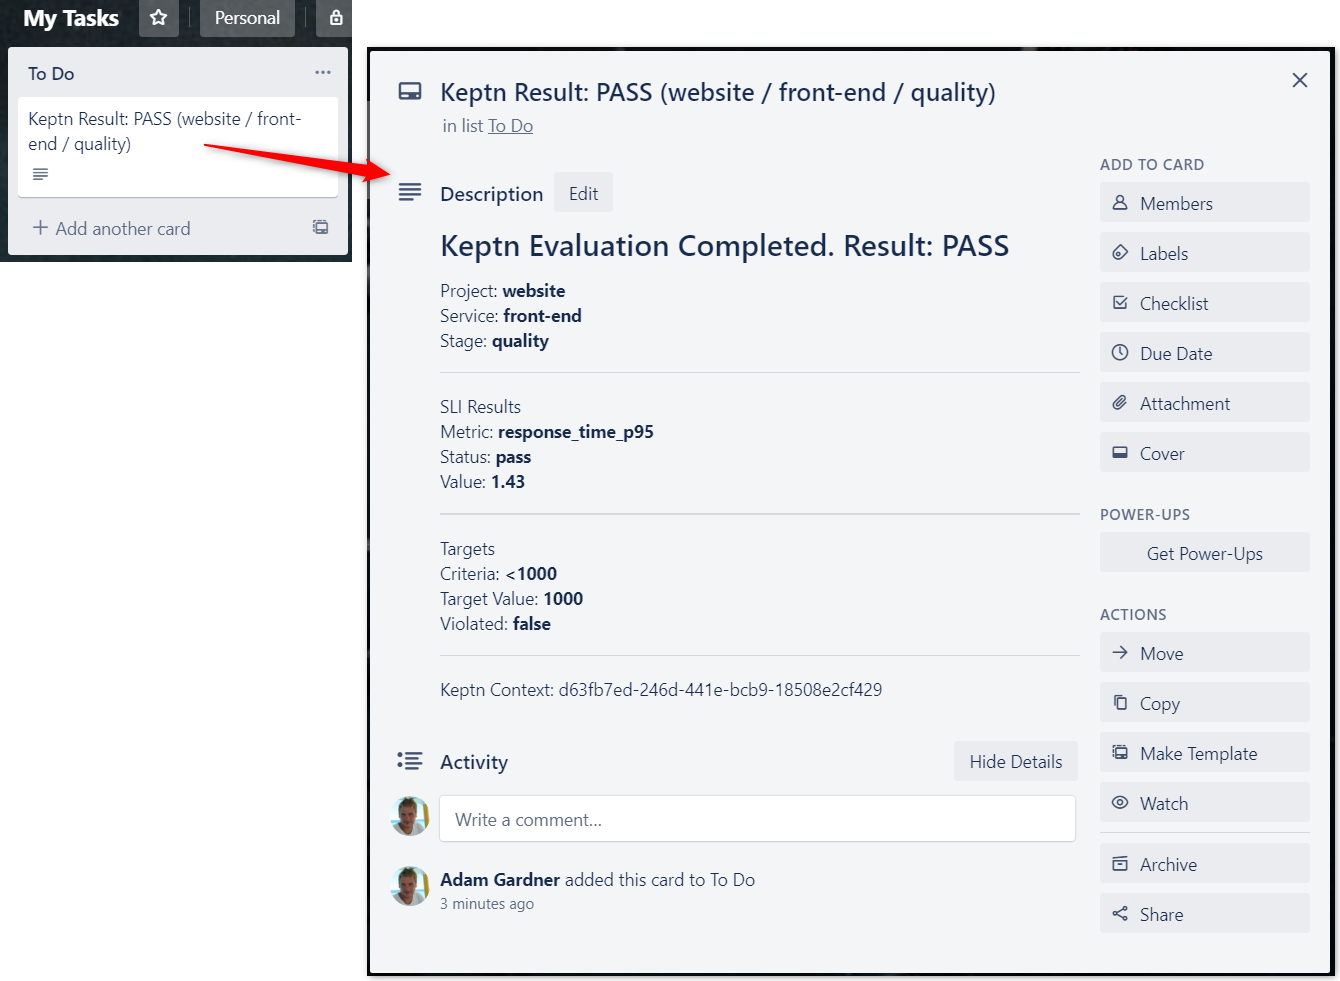 My Tasks
Personal
To Do
Keptn Result: PASS (website / front-
end / quality)
Add another card
Keptn Result: PASS (website / front-end / quality)
in list To Do
Description
Edit
Keptn Evaluation Completed. Result: PASS
Project: website
Service: front-end
Stage: quality
SLI Results
Metric: response_time_p95
Status: pass
Value: 1.43
Targets
Criteria: <1000
Target Value: 1000
Violated: false
Keptn Context: d63fb7ed-246d-441e-bcb9-18508e2cf429
Activity
Hide Details
Write a comment...
Adam Gardner added this card to To Do
3 minutes ago
ADD TO CARD
Members
Labels
Checklist
Due Date
Attachment
Cover
POWER-UPS
Get Power-Ups
ACTIONS
Move
Copy
Make Template
Watch
Archive
Share